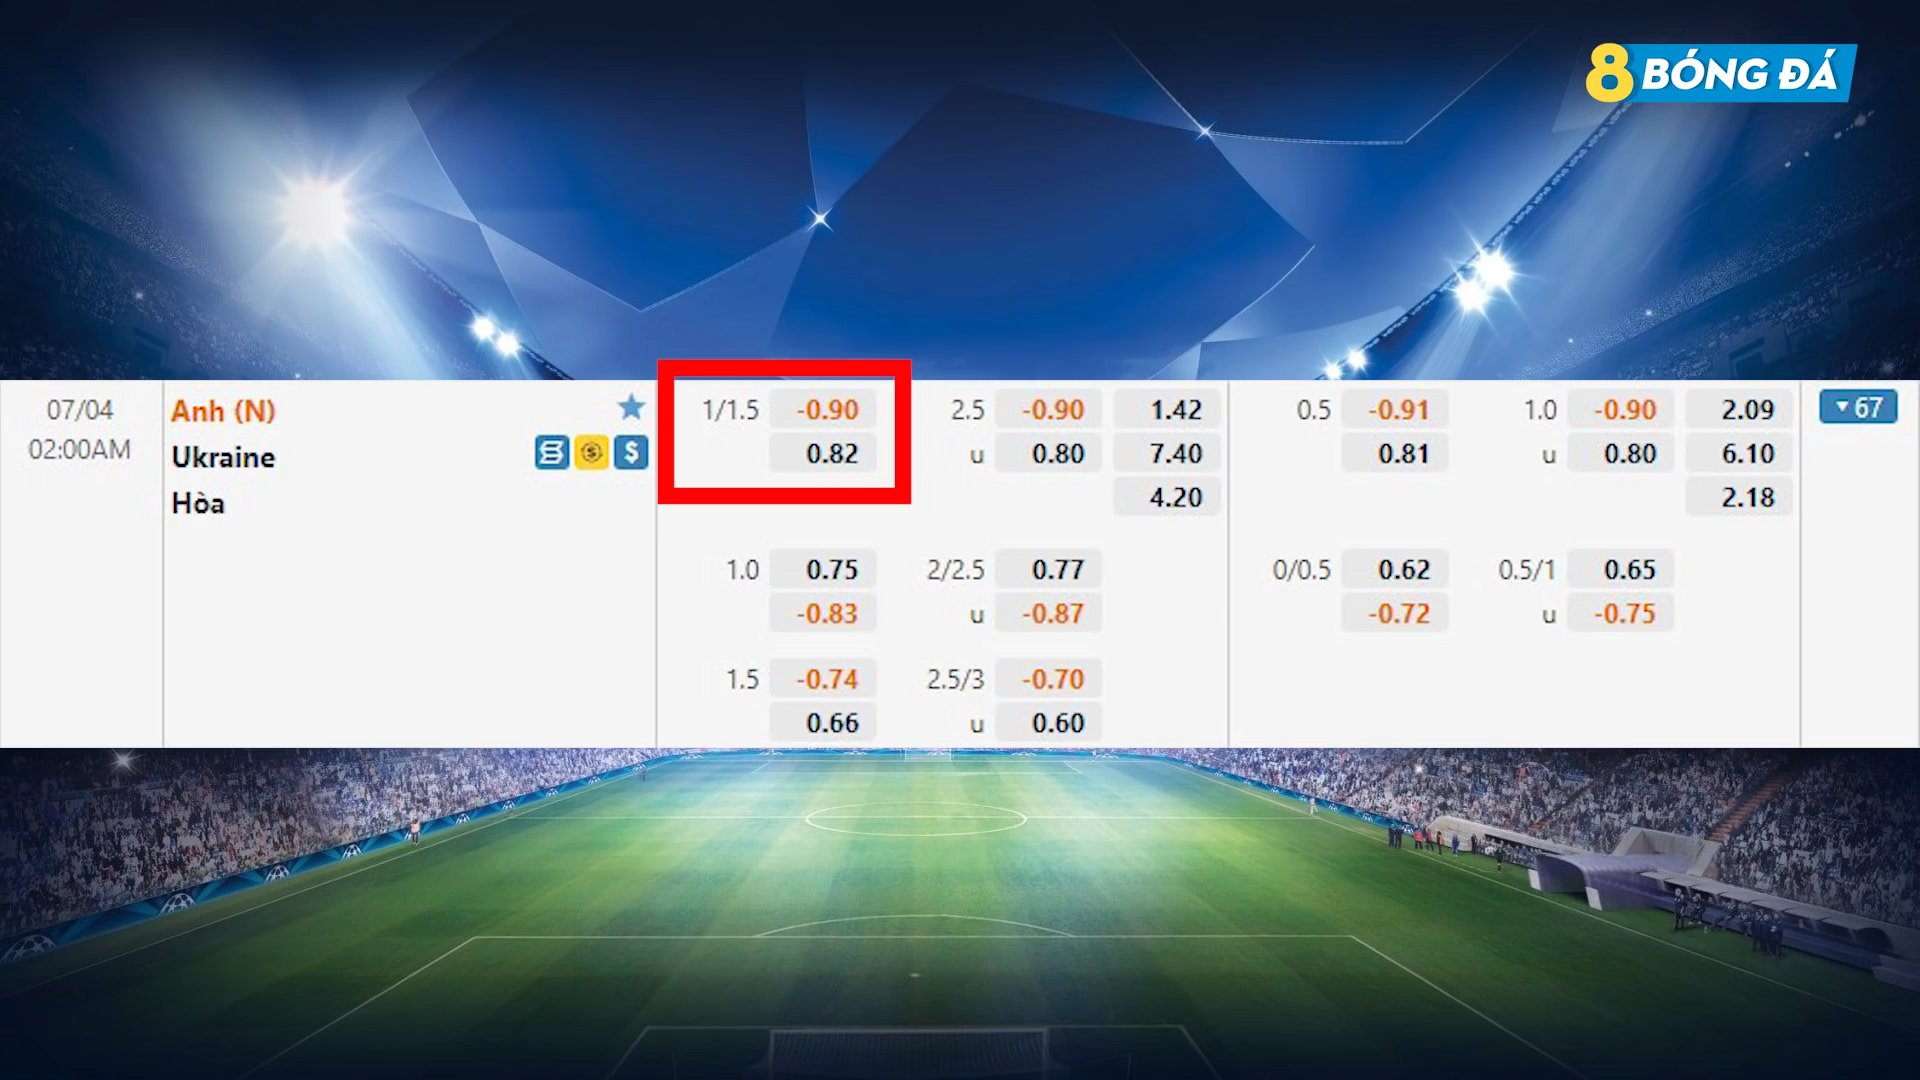 8 BÓNG ĐÁ
07/04 Anh (N) 1/1.5 -0.90 2.5 -0.90 1.42 0.5 -0.91 1.0 -0.90 2.09 67
02:00AM Ukraine $ 0.82 u 0.80 7.40 0.81 u 0.80 6.10
Hòa 4.20 2.18
1.0 0.75 2/2.5 0.77 0/0.5 0.62 0.5/1 0.65
-0.83 u -0.87 -0.72 u -0.75
1.5 -0.74 2.5/3 -0.70
0.66 u 0.60